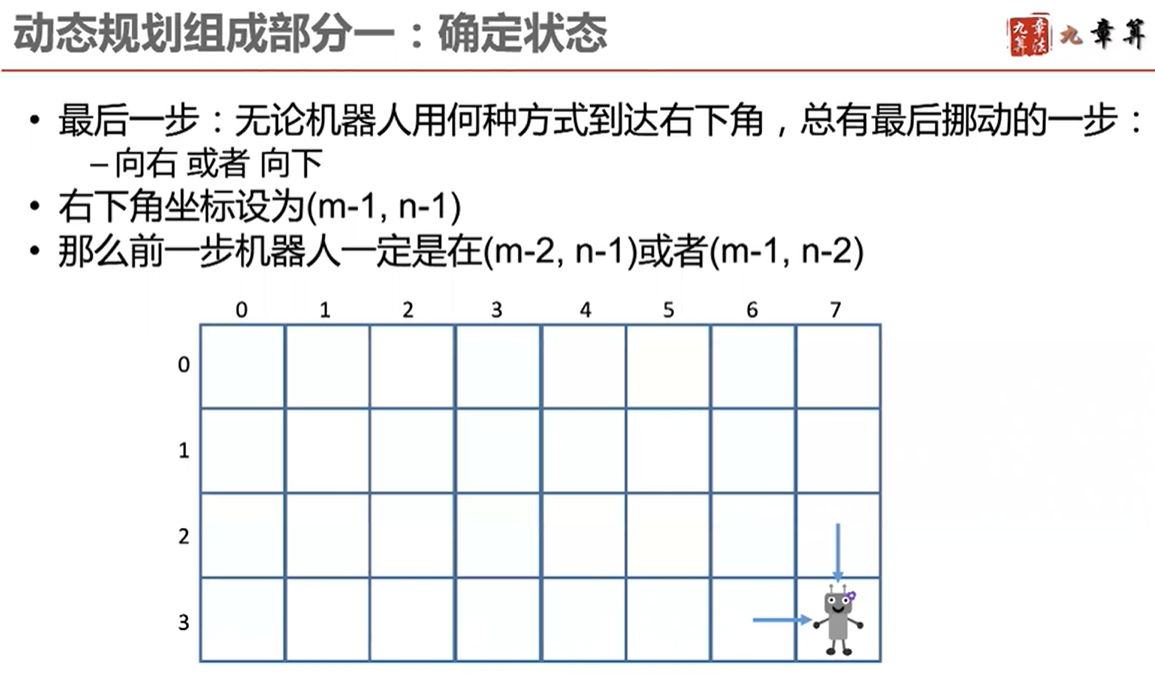 动态规划组成部分一：确定状态
九章算法
九章算
• 最后一步：无论机器人用何种方式到达右下角，总有最后挪动的一步：
– 向右 或者 向下
• 右下角坐标设为(m-1, n-1)
• 那么前一步机器人一定是在(m-2, n-1)或者(m-1, n-2)
0 1 2 3 4 5 6 7
0
1
2
3